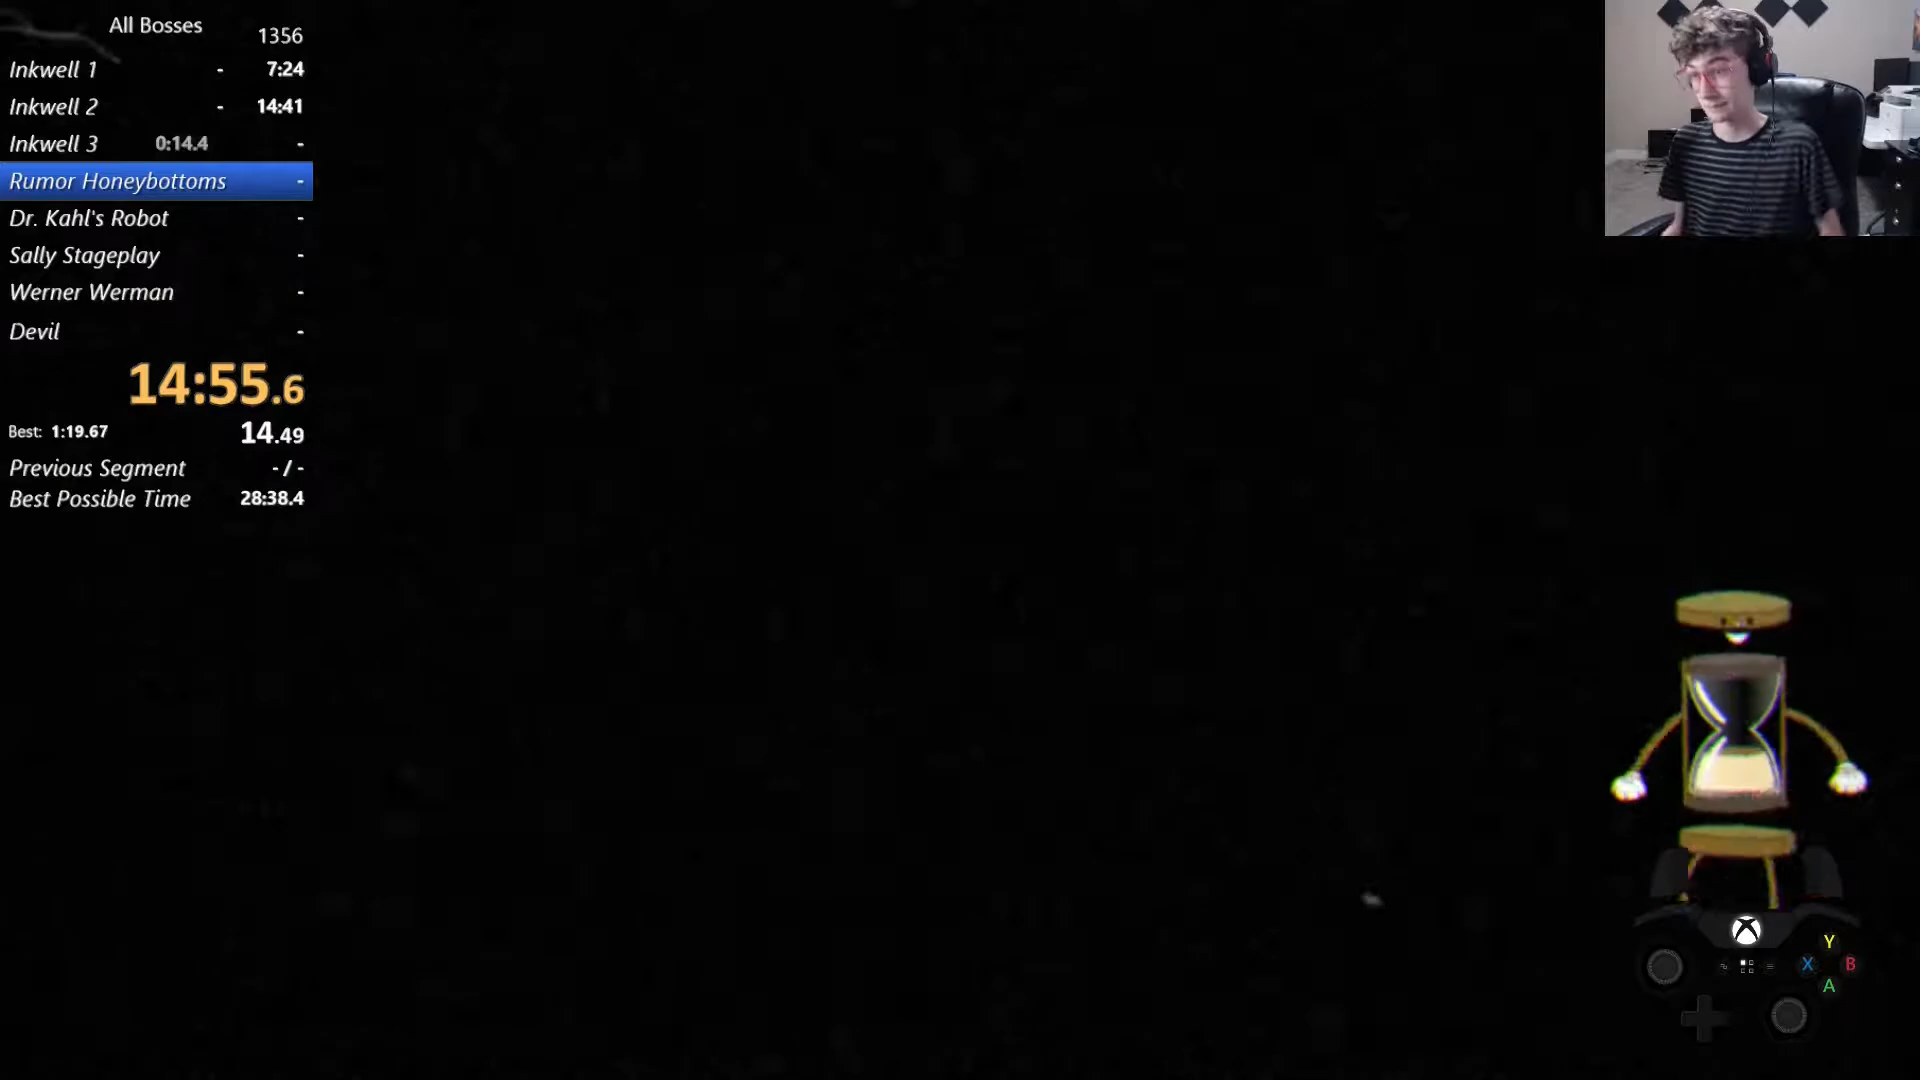 All Bosses
1356
Inkwell 1 - 7:24
Inkwell 2 - 14:41
Inkwell 3 0:14.4 -
Rumor Honeybottoms -
Dr. Kahl's Robot -
Sally Stageplay -
Werner Werman -
Devil -
14:55.6
Best: 1:19.67 14.49
Previous Segment - / -
Best Possible Time 28:38.4
Y
X B
A